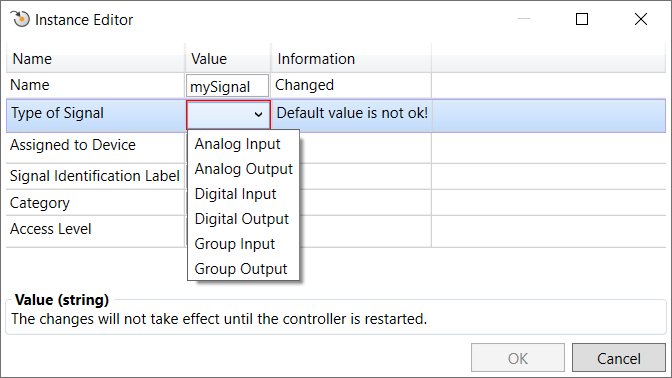 Instance Editor
Name Value Information
Name mySignal Changed
Type of Signal Default value is not ok!
Assigned to Device
Signal Identification Label
Category
Access Level
Analog Input
Analog Output
Digital Input
Digital Output
Group Input
Group Output
Value (string)
The changes will not take effect until the controller is restarted.
OK Cancel